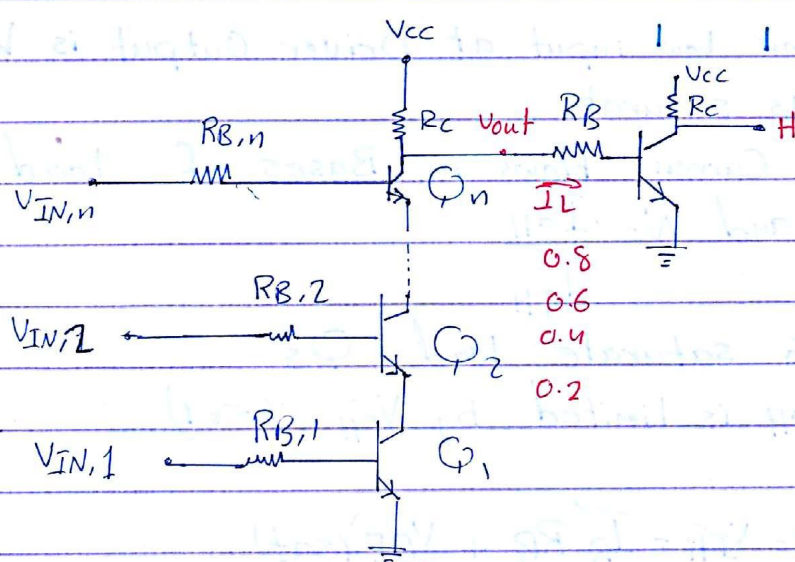 Vcc
Vcc
Rc
RB,n
Rc
Vout
RB
H
VIN,n
Qn
IL
0.8
RB,2
0.6
VIN,2
Q2
0.4
0.2
RB,1
VIN,1
Q1